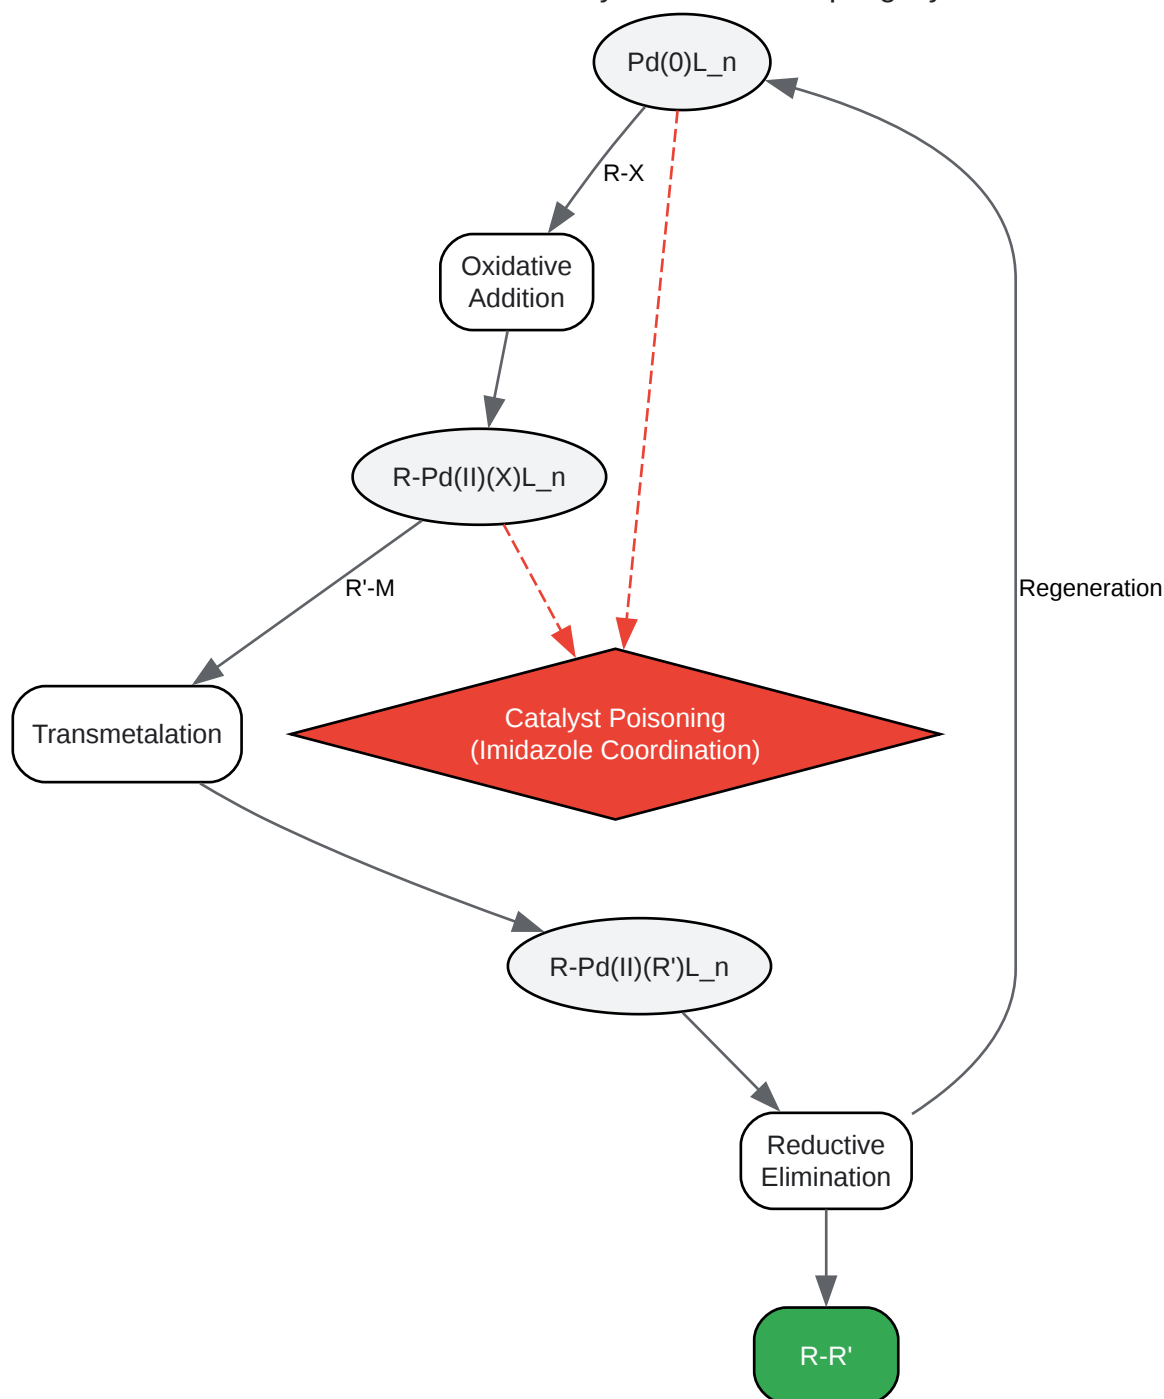 Pd(0)L_n
R-X
Oxidative
Addition
R-Pd(II)(X)L_n
R'-M
Regeneration
Transmetalation
Catalyst Poisoning
(Imidazole Coordination)
R-Pd(II)(R')L_n
Reductive
Elimination
R-R'